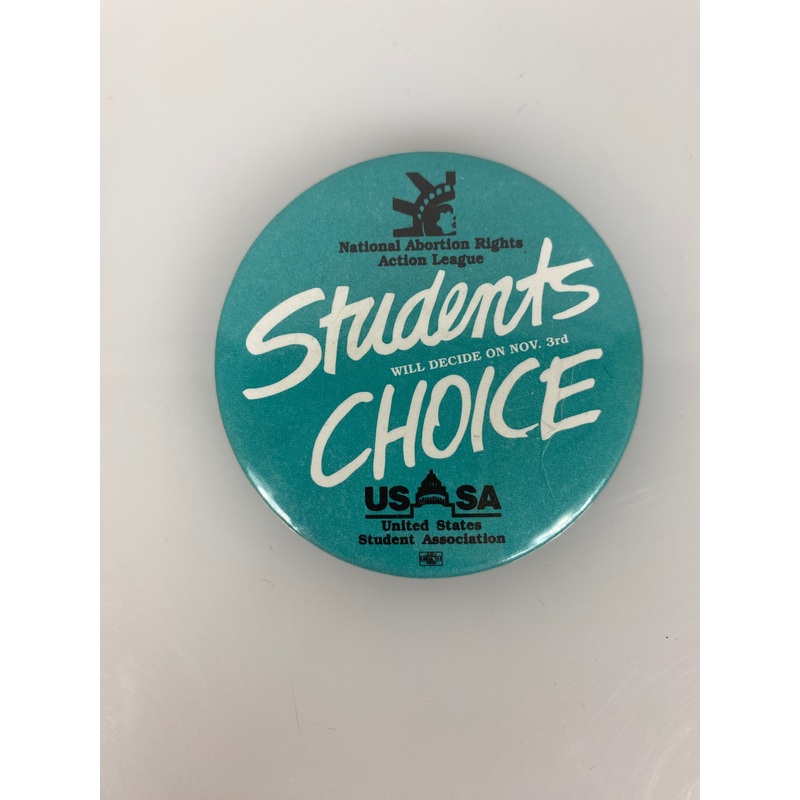 National Abortion Rights
Action League
Students
WILL DECIDE ON NOV. 3rd
CHOICE
USSA
United States
Student Association